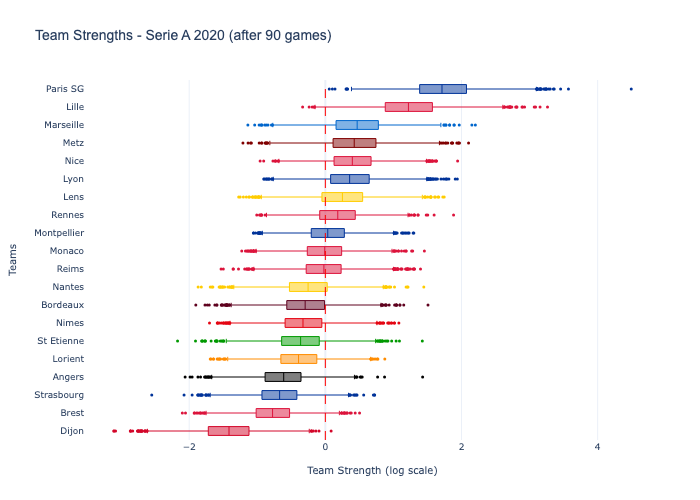 Team Strengths - Serie A 2020 (after 90 games)
Paris SG
Lille
Marseille
Metz
Nice
Lyon
Lens
Rennes
Montpellier
Monaco
Reims
Nantes
Bordeaux
Nimes
St Etienne
Lorient
Angers
Strasbourg
Brest
Dijon
Teams
−2 0 2 4
Team Strength (log scale)